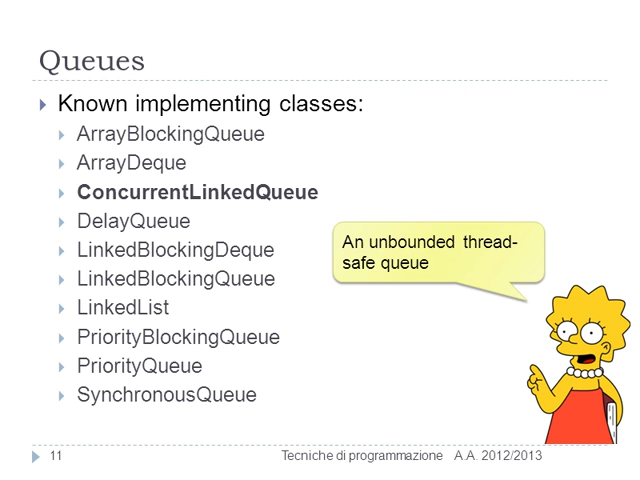 Queues
Known implementing classes:
ArrayBlockingQueue
ArrayDeque
ConcurrentLinkedQueue
DelayQueue
LinkedBlockingDeque
LinkedBlockingQueue
LinkedList
PriorityBlockingQueue
PriorityQueue
SynchronousQueue
An unbounded thread-
safe queue
11 Tecniche di programmazione A.A. 2012/2013